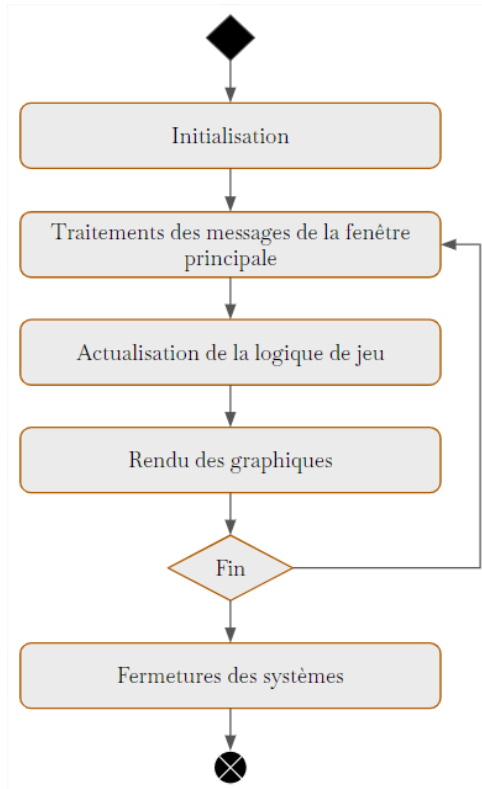 Initialisation
Traitements des messages de la fenêtre
principale
Actualisation de la logique de jeu
Rendu des graphiques
Fin
Fermetures des systèmes